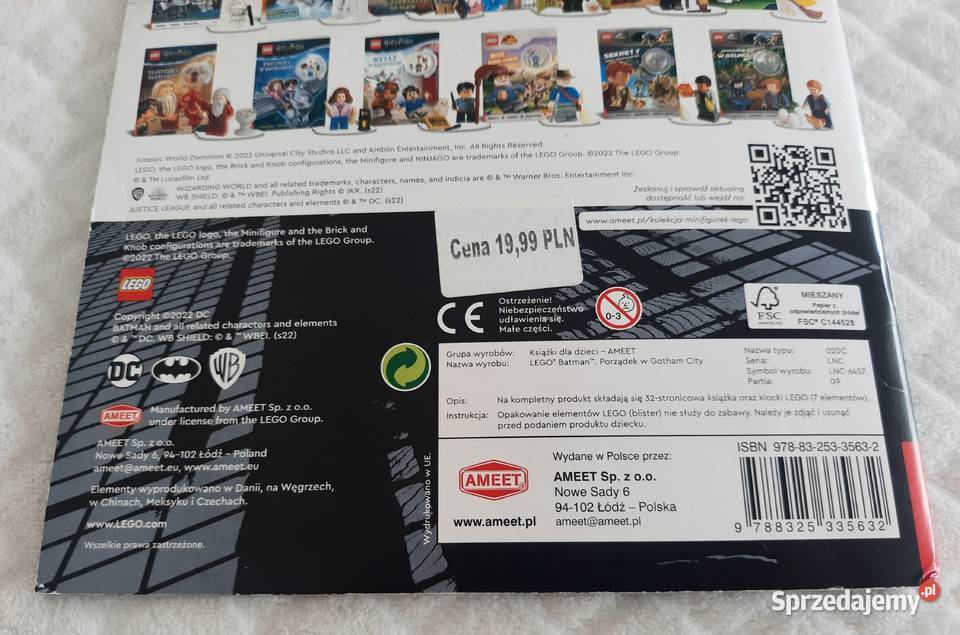 Jurassic World Dominion © 2022 Universal City Studios LLC and Amblin Entertainment, Inc. All Rights Reserved.
LEGO, the LEGO logo, the Brick and Knob configurations, the Minifigure and NINJAGO are trademarks of the LEGO Group. ©2022 The LEGO Group.
© & ™ Lucasfilm Ltd.
WIZARDING WORLD and all related trademarks, characters, names, and indicia are © & ™ Warner Bros. Entertainment Inc.
WB SHIELD: © & ™ WBEI. Publishing Rights © JKR. (s22)
JUSTICE LEAGUE and all related characters and elements © & ™ DC. (s22)
Zeskanuj i sprawdź aktualną
dostępność lub wejdź na:
www.ameet.pl/kolekcja-minifigurek-lego
LEGO, the LEGO logo, the Minifigure and the Brick and
Knob configurations are trademarks of the LEGO Group.
©2022 The LEGO Group.
LEGO
Cena 19,99 PLN
Copyright ©2022 DC.
BATMAN and all related characters and elements
© & ™ DC. WB SHIELD: © & ™ WBEI. (s22)
DC
WB
CE
Ostrzeżenie!
Niebezpieczeństwo
udławienia się.
Małe części.
0-3
FSC
www.fsc.org
MIESZANY
Papier z
odpowiedzialnych źródeł
FSC® C144528
AMEET
Manufactured by AMEET Sp. z o.o.
under license from the LEGO Group.
AMEET Sp. z o.o.
Nowe Sady 6, 94-102 Łódź – Poland
ameet@ameet.eu, www.ameet.eu
Elementy wyprodukowano w Danii, na Węgrzech,
w Chinach, Meksyku i Czechach.
www.LEGO.com
Wszelkie prawa zastrzeżone.
Wydrukowano w UE.
Grupa wyrobów: Książki dla dzieci – AMEET
Nazwa wyrobu: LEGO® Batman™. Porządek w Gotham City
Nazwa typu: 020C
Seria: LNC
Symbol wyrobu: LNC-6457
Partia: 09
Opis: Na kompletny produkt składają się 32-stronicowa książka oraz klocki LEGO (7 elementów).
Instrukcja: Opakowanie elementów LEGO (blister) nie służy do zabawy. Należy je zdjąć i usunąć
przed podaniem produktu dziecku.
AMEET
www.ameet.pl
Wydane w Polsce przez:
AMEET Sp. z o.o.
Nowe Sady 6
94-102 Łódź – Polska
ameet@ameet.pl
ISBN 978-83-253-3563-2
9 788325 335632
Sprzedajemy.pl